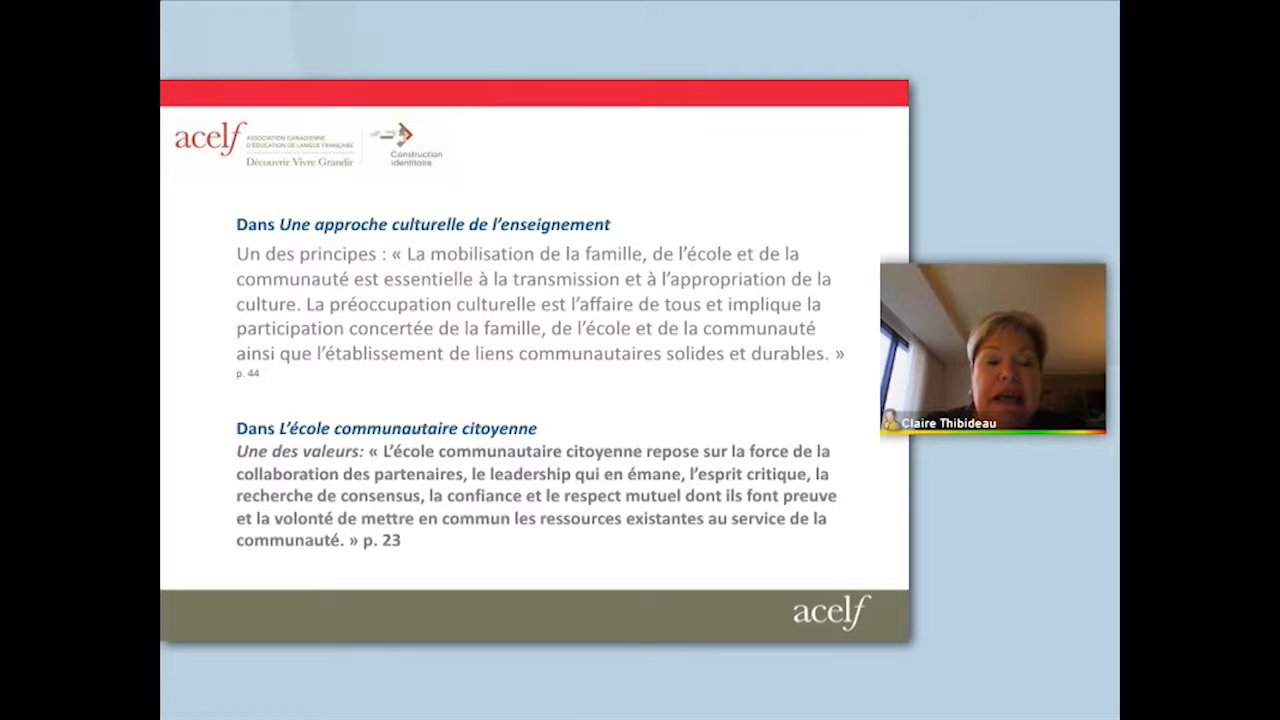 acelf
ASSOCIATION CANADIENNE
D'ÉDUCATION DE LANGUE FRANÇAISE
Découvrir Vivre Grandir
Construction
identitaire
Dans Une approche culturelle de l'enseignement
Un des principes : « La mobilisation de la famille, de l'école et de la
communauté est essentielle à la transmission et à l'appropriation de la
culture. La préoccupation culturelle est l'affaire de tous et implique la
participation concertée de la famille, de l'école et de la communauté
ainsi que l'établissement de liens communautaires solides et durables. »
p. 44
Dans L'école communautaire citoyenne
Une des valeurs: « L'école communautaire citoyenne repose sur la force de la
collaboration des partenaires, le leadership qui en émane, l'esprit critique, la
recherche de consensus, la confiance et le respect mutuel dont ils font preuve
et la volonté de mettre en commun les ressources existantes au service de la
communauté. » p. 23
acelf
Claire Thibideau